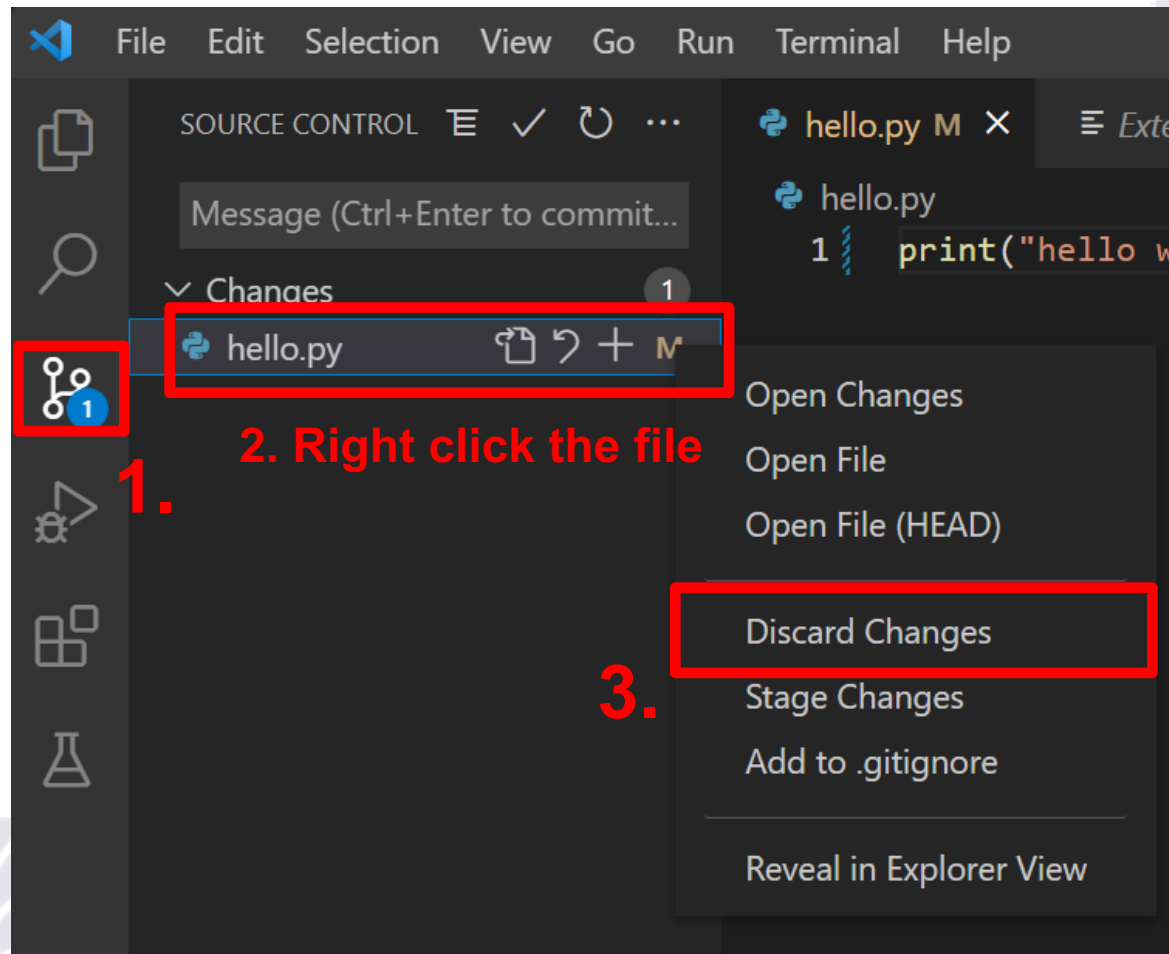 File Edit Selection View Go Run Terminal Help
SOURCE CONTROL
hello.py M
Message (Ctrl+Enter to commit...
hello.py
1 print("hello
Changes 1
hello.py M
1
1.
2. Right click the file
Open Changes
Open File
Open File (HEAD)
3.
Discard Changes
Stage Changes
Add to .gitignore
Reveal in Explorer View